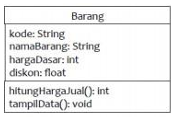 Barang
kode: String
namaBarang: String
hargaDasar: int
diskon: float
hitungHargaJual(): int
tampilData(): void